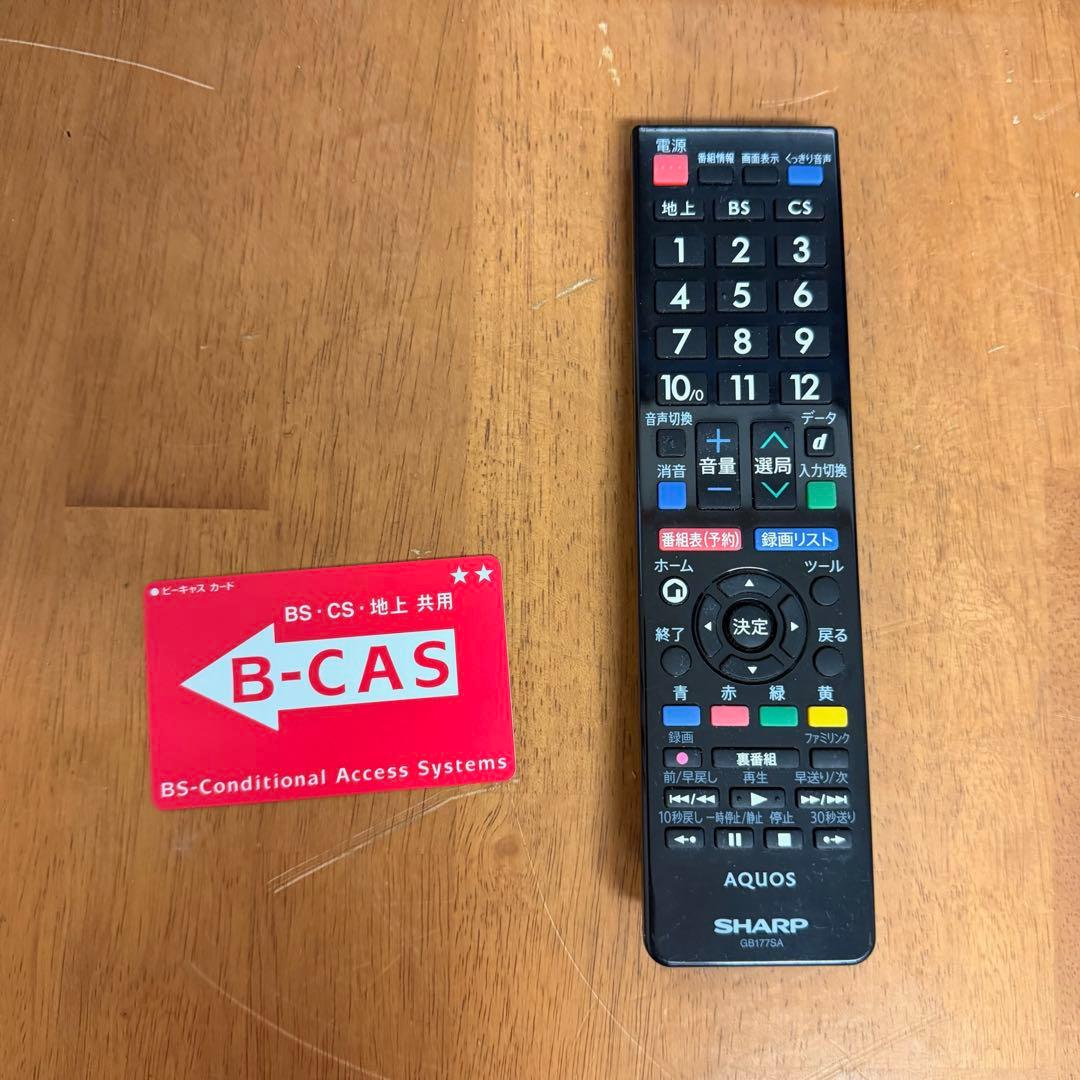 ビーキャス カード
★★
BS・CS・地上 共用
B-CAS
BS-Conditional Access Systems
電源
番組情報 画面表示 くっきり音声
地上 BS CS
1 2 3
4 5 6
7 8 9
10/0 11 12
音声切換 データ
d
消音 音量 選局 入力切換
番組表(予約) 録画リスト
ホーム ツール
決定
終了 戻る
青 赤 緑 黄
録画 ファミリンク
裏番組
前/早戻し 再生 早送り/次
10秒戻し 一時停止/静止 停止 30秒送り
AQUOS
SHARP
GB177SA